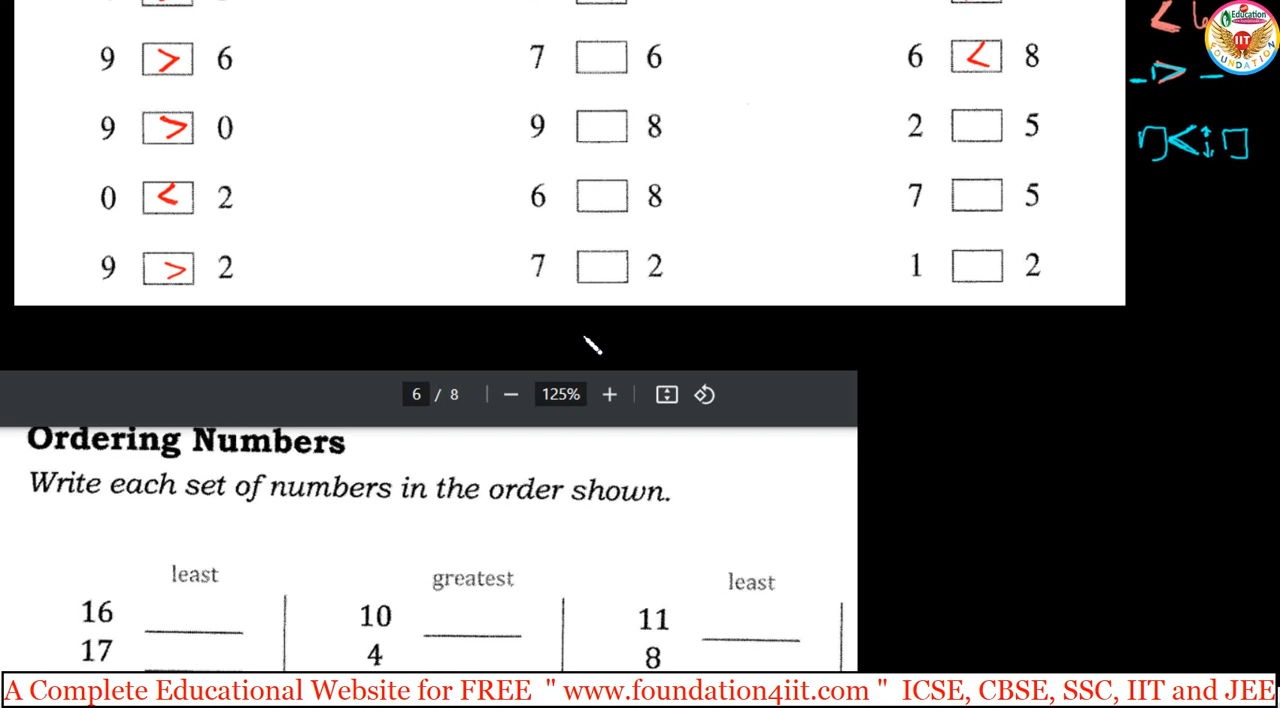 9 > 6 7 6 6 < 8
9 > 0 9 8 2 5
0 < 2 6 8 7 5
9 > 2 7 2 1 2
<
- > -
<
Education
IIT
FOUNDATION
6 / 8 − 125% +
Ordering Numbers
Write each set of numbers in the order shown.
least greatest least
16 10 11
17 4 8
A Complete Educational Website for FREE " www.foundation4iit.com " ICSE, CBSE, SSC, IIT and JEE